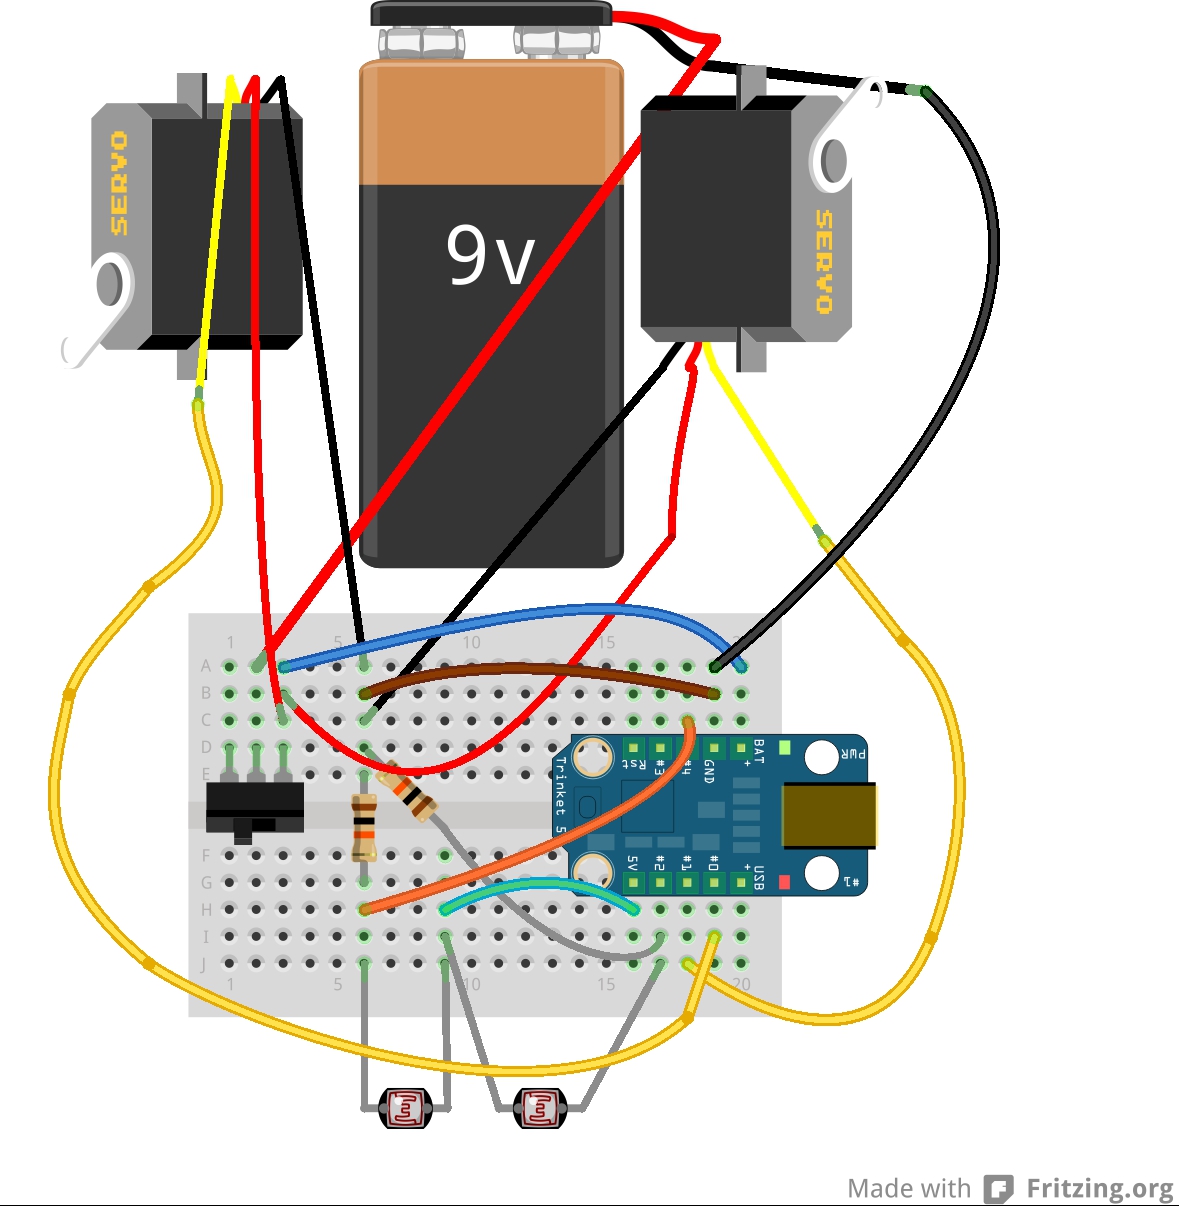 9v
SERVO
SERVO
1 5 10 15 20
A
B
C
D
E
F
G
H
I
J
1 5 10 15 20
Trinket 5
Rst #3 #4 GND BAT +
PWR
5V #2 #1 #0 USB +
#1
Made with Fritzing.org